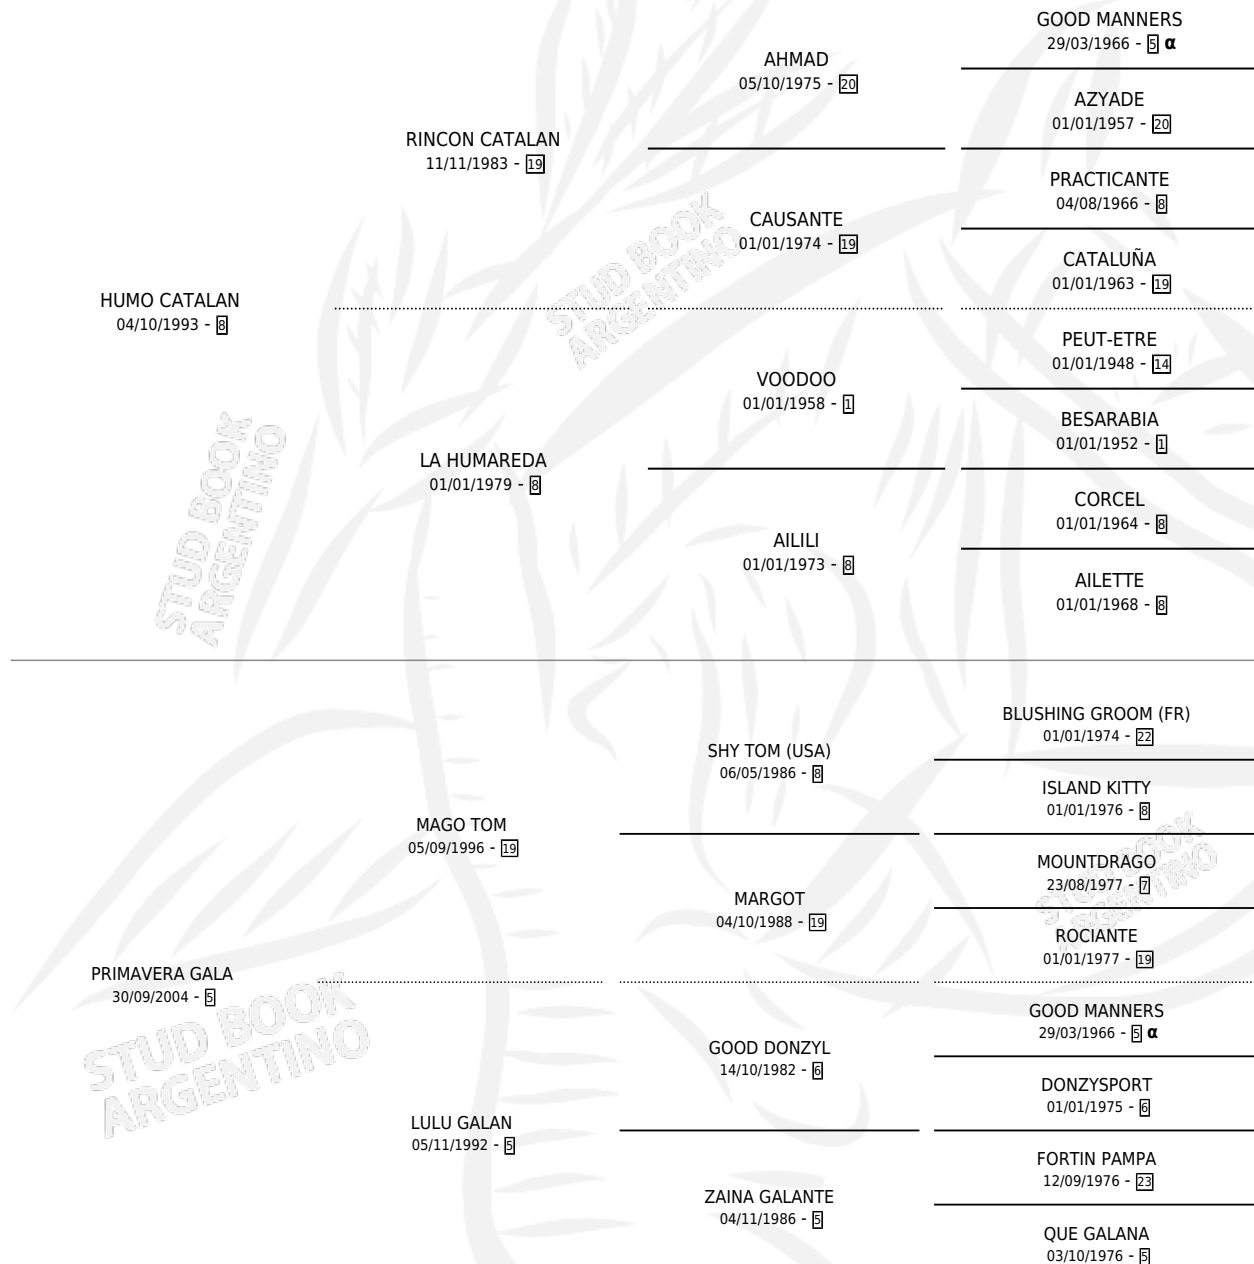 GOOD MANNERS
29/03/1966 - 5 α
AHMAD
05/10/1975 - 20
AZYADE
01/01/1957 - 20
RINCON CATALAN
11/11/1983 - 19
PRACTICANTE
04/08/1966 - 8
CAUSANTE
01/01/1974 - 19
CATALUÑA
01/01/1963 - 19
HUMO CATALAN
04/10/1993 - 8
PEUT-ETRE
01/01/1948 - 14
VOODOO
01/01/1958 - 1
BESARABIA
01/01/1952 - 1
LA HUMAREDA
01/01/1979 - 8
CORCEL
01/01/1964 - 8
AILILI
01/01/1973 - 8
AILETTE
01/01/1968 - 8
BLUSHING GROOM (FR)
01/01/1974 - 22
SHY TOM (USA)
06/05/1986 - 8
ISLAND KITTY
01/01/1976 - 8
MAGO TOM
05/09/1996 - 19
MOUNTDRAGO
23/08/1977 - 7
MARGOT
04/10/1988 - 19
ROCIANTE
01/01/1977 - 19
PRIMAVERA GALA
30/09/2004 - 5
GOOD MANNERS
29/03/1966 - 5 α
GOOD DONZYL
14/10/1982 - 6
DONZYSPORT
01/01/1975 - 6
LULU GALAN
05/11/1992 - 5
FORTIN PAMPA
12/09/1976 - 23
ZAINA GALANTE
04/11/1986 - 5
QUE GALANA
03/10/1976 - 5
STUD BOOK
ARGENTINO
STUD BOOK
ARGENTINO
STUD BOOK
ARGENTINO
STUD BOOK
ARGENTINO